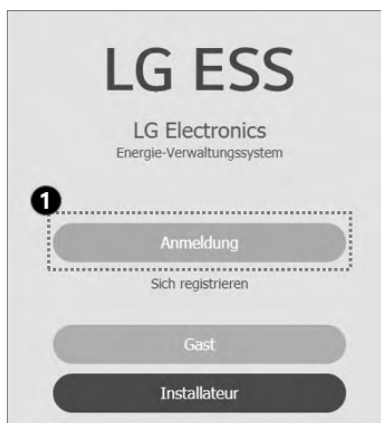 LG ESS
LG Electronics
Energie-Verwaltungssystem
1
Anmeldung
Sich registrieren
Gast
Installateur